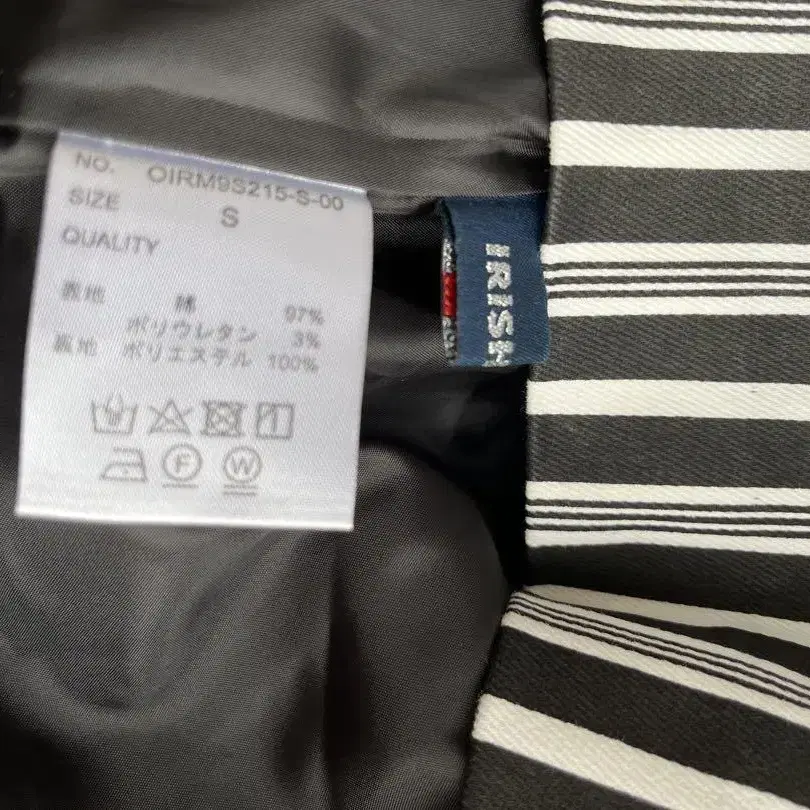 NO. OIRM9S215-S-00
SIZE S
QUALITY
表地 綿 97%
ポリウレタン 3%
裏地 ポリエステル 100%
F W
IRISH